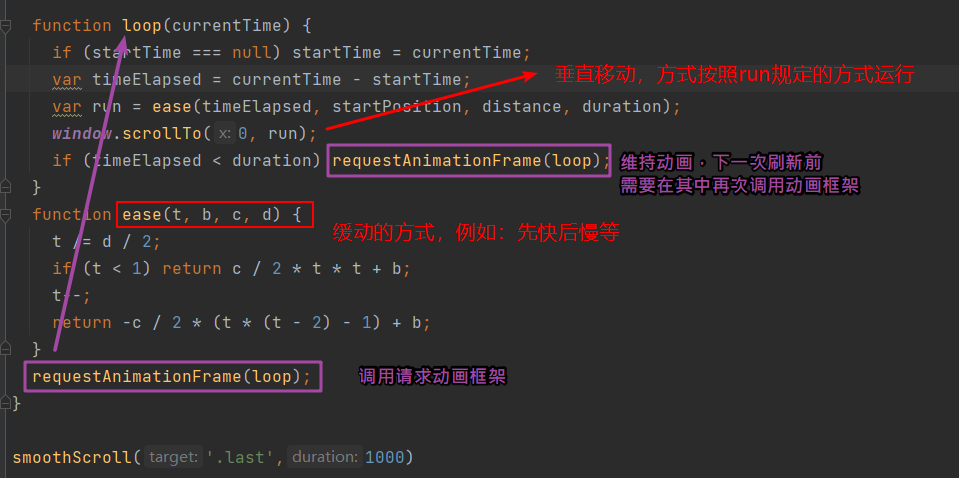 function loop(currentTime) {
if (startTime === null) startTime = currentTime;
var timeElapsed = currentTime - startTime;
垂直移动，方式按照run规定的方式运行
var run = ease(timeElapsed, startPosition, distance, duration);
window.scrollTo( x: 0, run);
if (timeElapsed < duration) requestAnimationFrame(loop);
维持动画．下一次刷新前
需要在其中再次调用动画框架
}
function ease(t, b, c, d) {
缓动的方式，例如：先快后慢等
t /= d / 2;
if (t < 1) return c / 2 * t * t + b;
t--;
return -c / 2 * (t * (t - 2) - 1) + b;
}
requestAnimationFrame(loop);
调用请求动画框架
}
smoothScroll( target: '.last', duration: 1000)